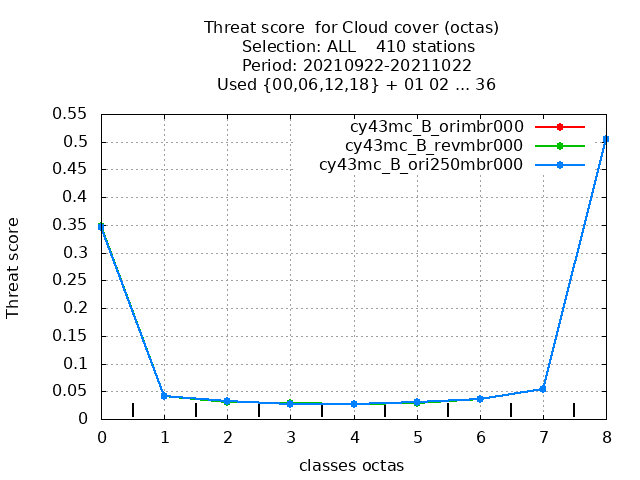 Threat score  for Cloud cover (octas)
Selection: ALL    410 stations
Period: 20210922-20211022
Used {00,06,12,18} + 01 02 ... 36
cy43mc_B_orimbr000
cy43mc_B_revmbr000
cy43mc_B_ori250mbr000
0.55
0.5
0.45
0.4
0.35
0.3
0.25
0.2
0.15
0.1
0.05
0
Threat score
0 1 2 3 4 5 6 7 8
classes octas